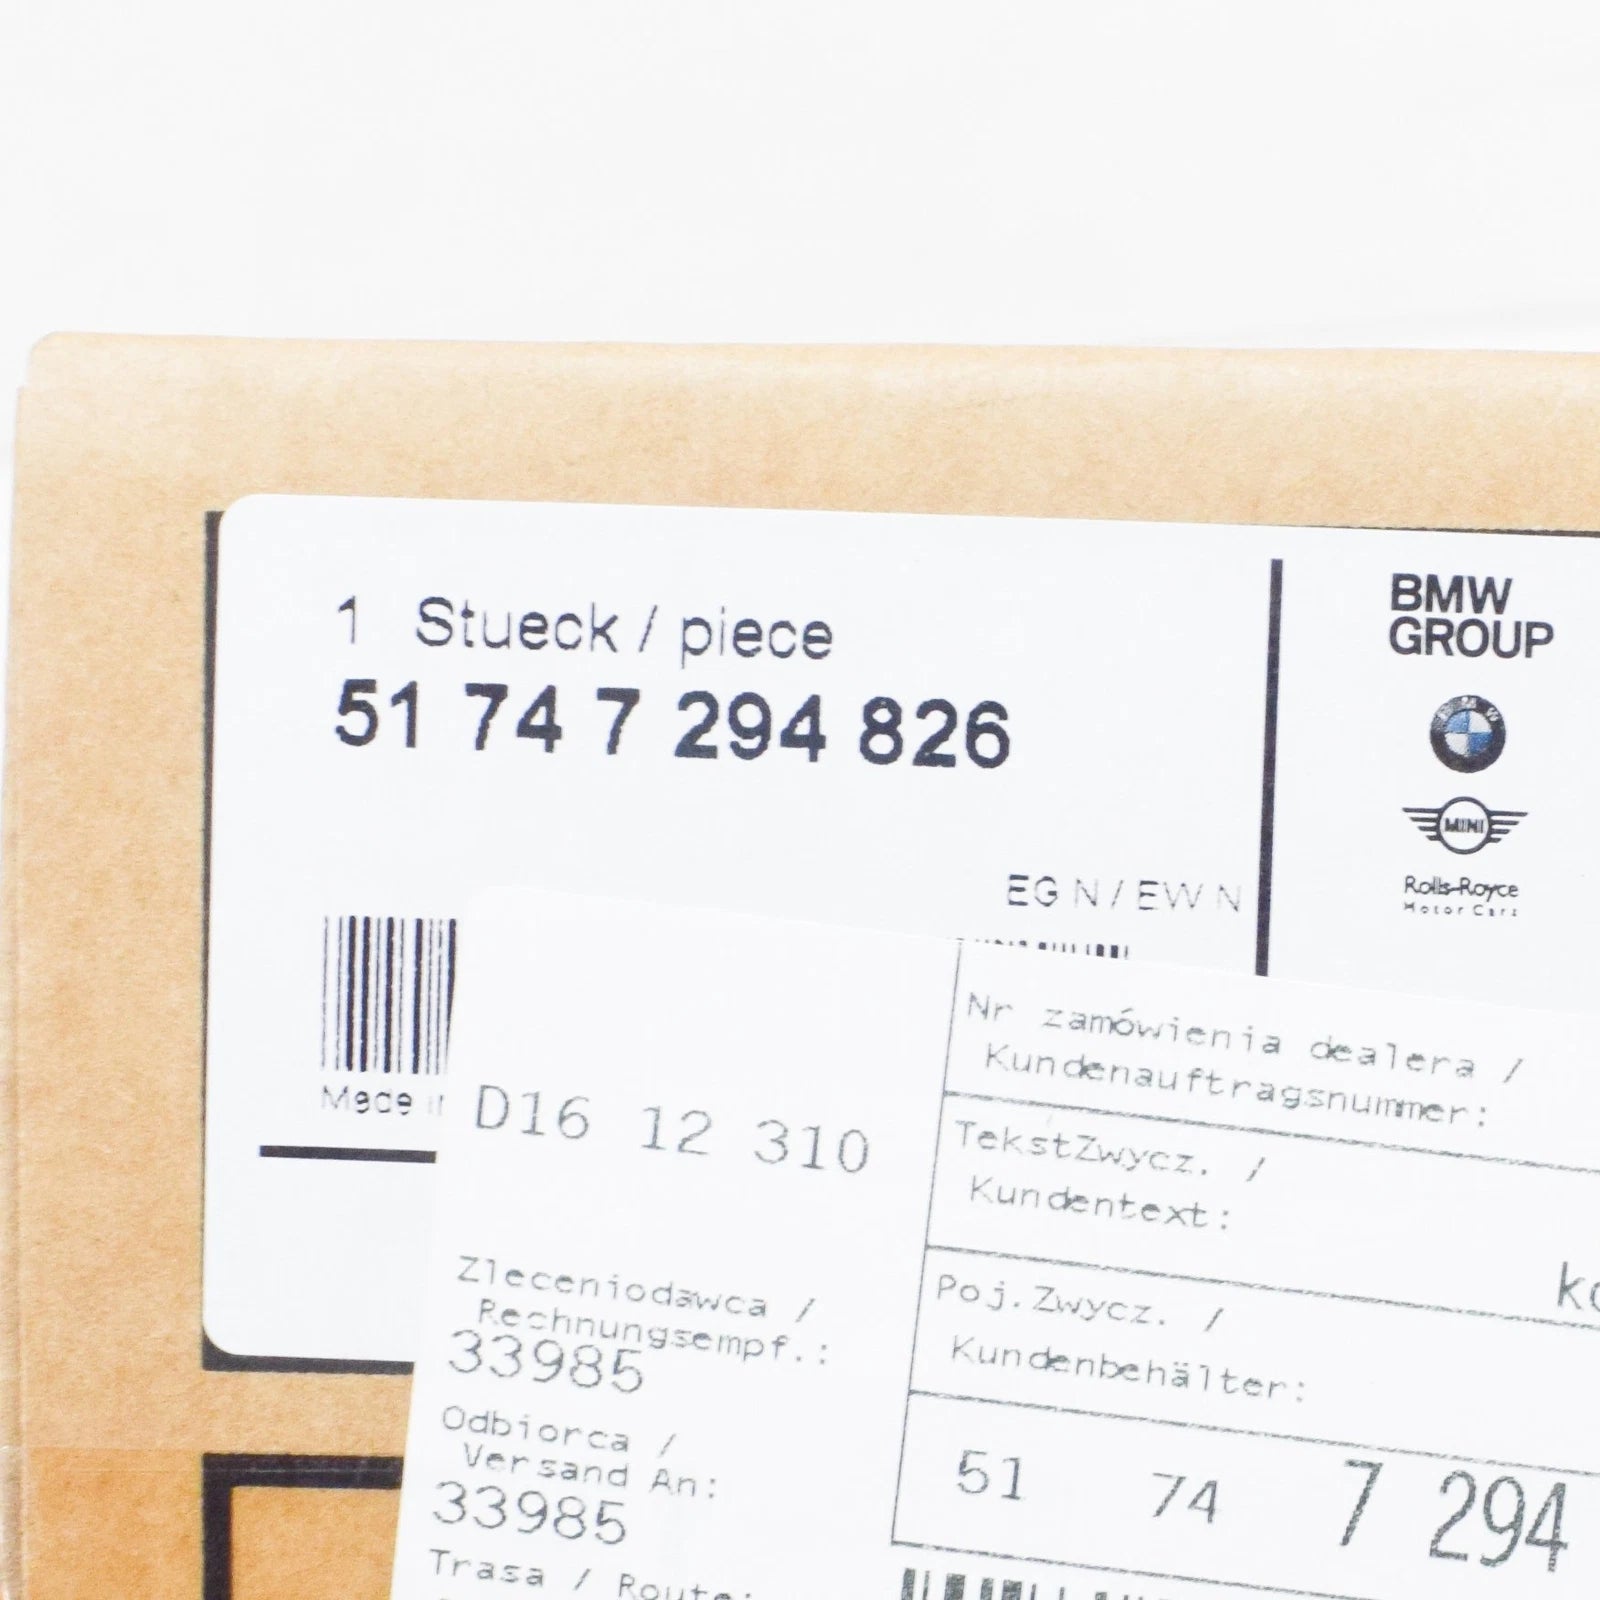 1 Stueck / piece
51 74 7 294 826
EG N / EW N
BMW
GROUP
MINI
Rolls-Royce
Motor Cars
Made
D16 12 310
Nr zamówienia dealera /
Kundenauftragsnummer:
TekstZwycz. /
Kundentext:
Poj.Zwycz. /
Kundenbehälter:
51 74 7 294
Zleceniodawca /
Rechnungsempf.:
33985
Odbiorca /
Versand An:
33985
Trasa / Route: